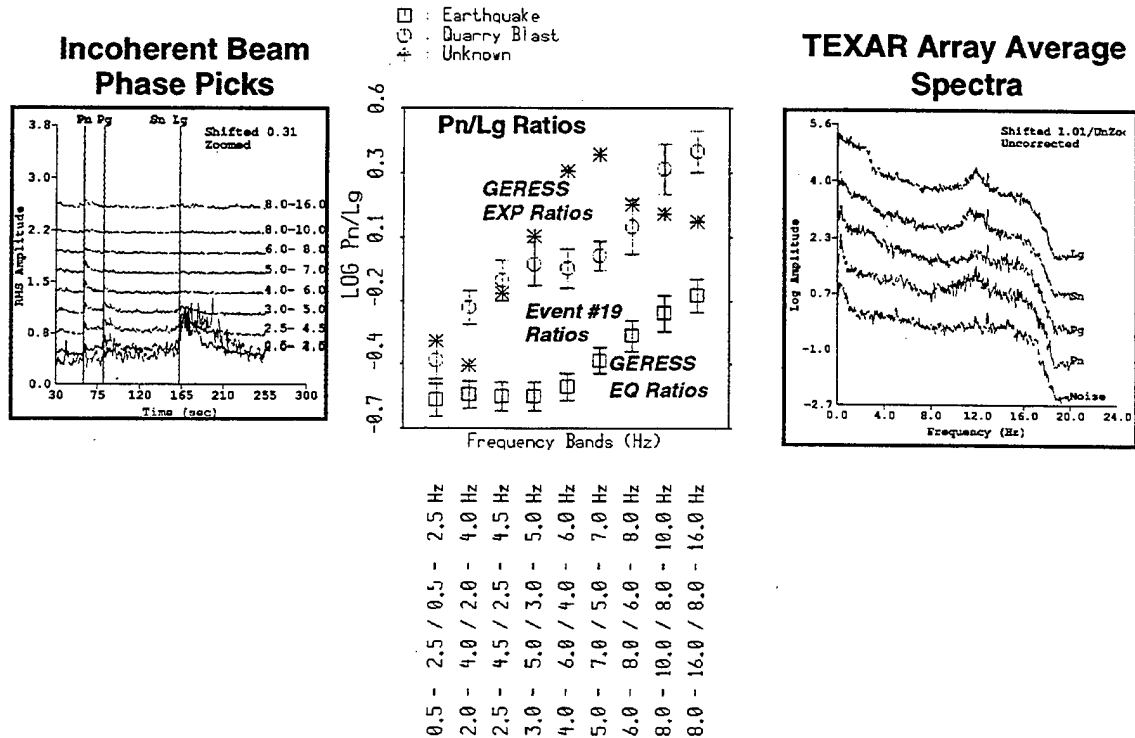 □ : Earthquake
○ . Quarry Blast
* : Unknown
Incoherent Beam
Phase Picks
Pn Pg Sn Lg
Shifted 0.31
Zoomed
3.8
3.0
2.2
1.5
0.8
0.0
RMS Amplitude
8.0-16.0
8.0-10.0
6.0- 8.0
5.0- 7.0
4.0- 6.0
3.0- 5.0
2.5- 4.5
30 75 120 165 210 255 300
Time (sec)
0.6
0.3
0.1
-0.2
-0.4
-0.7
LOG Pn/Lg
Pn/Lg Ratios
GERESS
EXP Ratios
Event #19
Ratios
GERESS
EQ Ratios
Frequency Bands (Hz)
0.5 - 2.5 / 0.5 - 2.5 Hz
2.0 - 4.0 / 2.0 - 4.0 Hz
2.5 - 4.5 / 2.5 - 4.5 Hz
3.0 - 5.0 / 3.0 - 5.0 Hz
4.0 - 6.0 / 4.0 - 6.0 Hz
5.0 - 7.0 / 5.0 - 7.0 Hz
6.0 - 8.0 / 6.0 - 8.0 Hz
8.0 - 10.0 / 8.0 - 10.0 Hz
8.0 - 16.0 / 8.0 - 16.0 Hz
TEXAR Array Average
Spectra
Shifted 1.01/UnZoo
Uncorrected
5.6
4.0
2.3
0.7
-1.0
-2.7
Log Amplitude
Lg
Sn
Pg
Pn
Noise
0.0 4.0 8.0 12.0 16.0 20.0 24.0
Frequency (Hz)